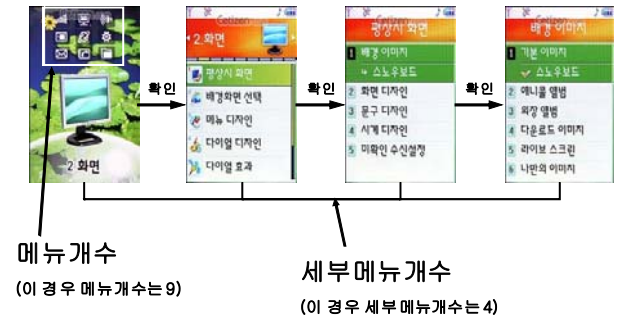 Cetizen
2 화면
확인
2.화면
평상시 화면
배경화면 선택
메뉴 디자인
다이얼 디자인
다이얼 효과
확인
평상시 화면
1 배경 이미지
스노우보드
2 화면 디자인
3 문구 디자인
4 시계 디자인
5 미확인 수신설정
확인
배경 이미지
1 기본 이미지
스노우보드
2 애니콜 앨범
3 외장 앨범
4 다운로드 이미지
5 라이브 스크린
6 나만의 이미지
메뉴개수
(이 경우 메뉴개수는9)
세부메뉴개수
(이 경우 세부메뉴개수는4)